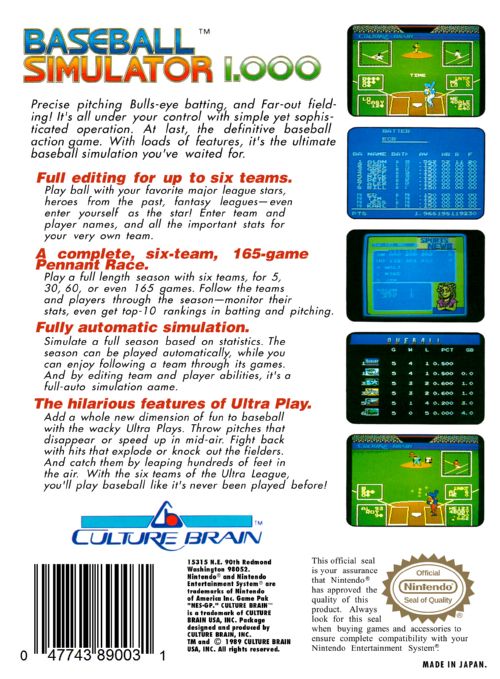 BASEBALL
SIMULATOR 1.000
™
Precise pitching Bulls-eye batting, and Far-out field-
ing! It's all under your control with simple yet sophis-
ticated operation. At last, the definitive baseball
action game. With loads of features, it's the ultimate
baseball simulation you've waited for.
Full editing for up to six teams.
Play ball with your favorite major league stars,
heroes from the past, fantasy leagues—even
enter yourself as the star! Enter team and
player names, and all the important stats for
your very own team.
A complete, six-team, 165-game
Pennant Race.
Play a full length season with six teams, for 5,
30, 60, or even 165 games. Follow the teams
and players through the season—monitor their
stats, even get top-10 rankings in batting and pitching.
Fully automatic simulation.
Simulate a full season based on statistics. The
season can be played automatically, while you
can enjoy following a team through its games.
And by editing team and player abilities, it's a
full-auto simulation game.
The hilarious features of Ultra Play.
Add a whole new dimension of fun to baseball
with the wacky Ultra Plays. Throw pitches that
disappear or speed up in mid-air. Fight back
with hits that explode or knock out the fielders.
And catch them by leaping hundreds of feet in
the air. With the six teams of the Ultra League,
you'll play baseball like it's never been played before!
CULTURE BRAIN
TIME
BATTER
SPORTS
NEWS
OVERALL
G W L PCT GB
CULTURE BRAIN™
0 47743 89003 1
15315 N.E. 90th Redmond
Washington 98052.
Nintendo® and Nintendo
Entertainment System® are
trademarks of Nintendo
of America Inc. Game Pak
"NES-GP." CULTURE BRAIN™
is a trademark of CULTURE
BRAIN USA, INC. Package
designed and produced by
CULTURE BRAIN, INC.
TM and © 1989 CULTURE BRAIN
USA, INC. All rights reserved.
This official seal
is your assurance
that Nintendo®
has approved the
quality of this
product. Always
look for this seal
when buying games and accessories to
ensure complete compatibility with your
Nintendo Entertainment System®.
Official
Nintendo
Seal of Quality
®
MADE IN JAPAN.